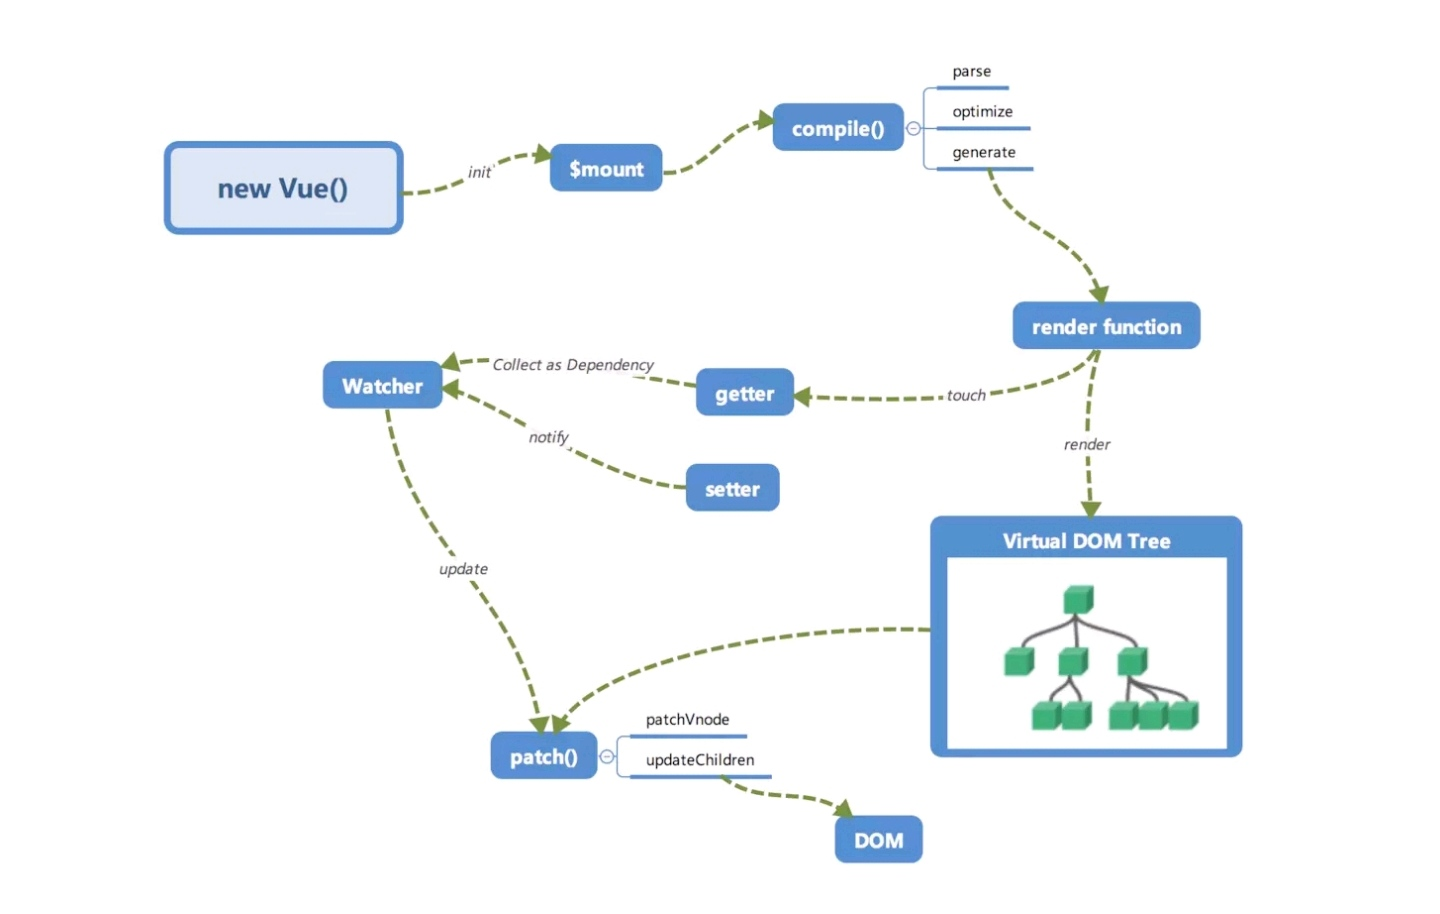 parse
optimize
compile()
generate
$mount
init
new Vue()
render function
Collect as Dependency
Watcher
getter
touch
notify
render
setter
Virtual DOM Tree
update
patchVnode
patch()
updateChildren
DOM